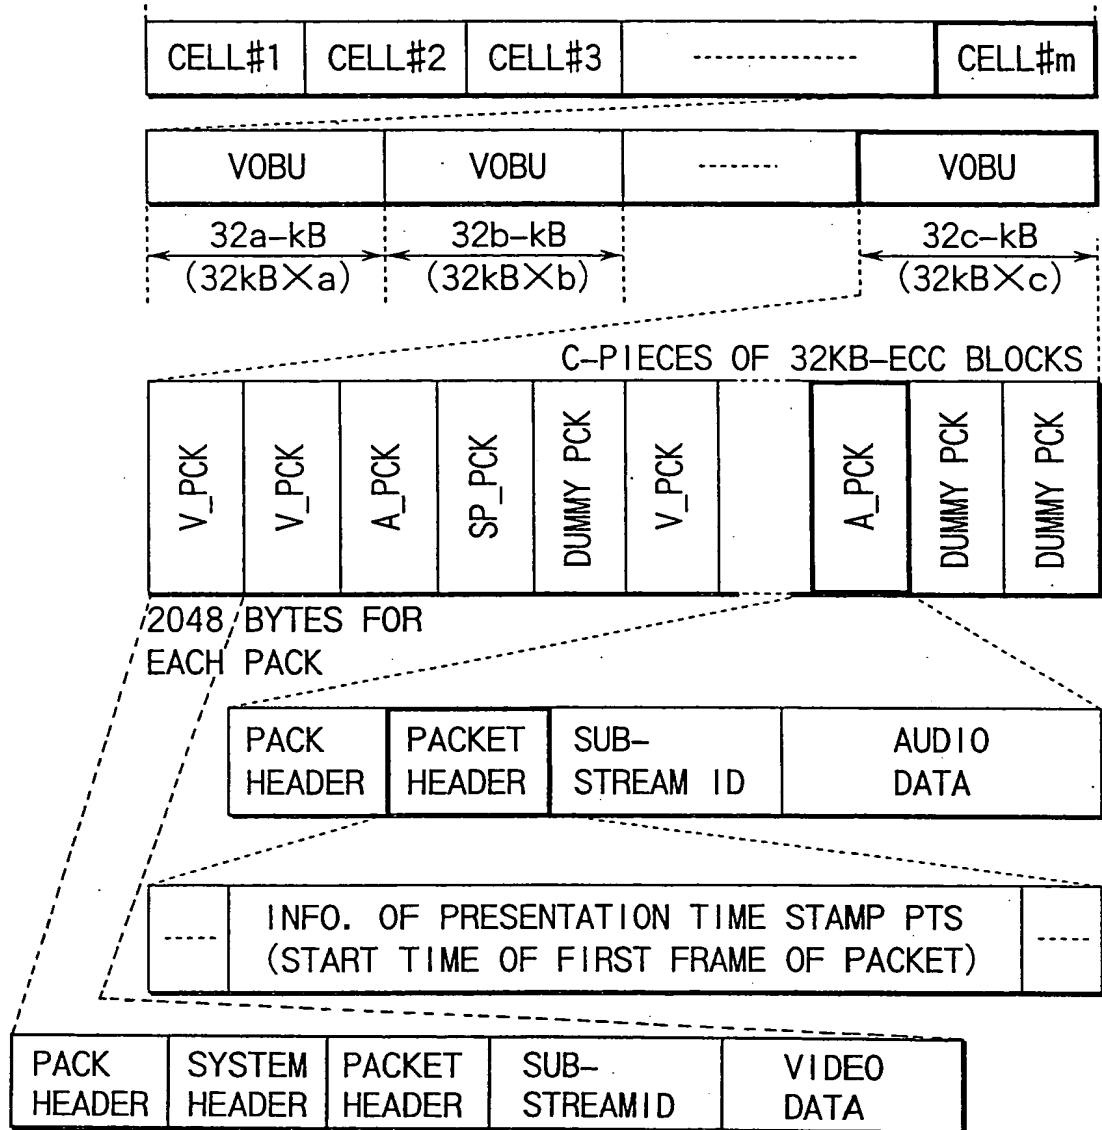 CELL#1 CELL#2 CELL#3 CELL#m
VOBU VOBU VOBU
32a-kB 32b-kB 32c-kB
(32kB×a) (32kB×b) (32kB×c)
C-PIECES OF 32KB-ECC BLOCKS
V_PCK V_PCK A_PCK SP_PCK DUMMY PCK V_PCK A_PCK DUMMY PCK DUMMY PCK
2048 BYTES FOR
EACH PACK
PACK PACKET SUB- AUDIO
HEADER HEADER STREAM ID DATA
INFO. OF PRESENTATION TIME STAMP PTS
(START TIME OF FIRST FRAME OF PACKET)
PACK SYSTEM PACKET SUB- VIDEO
HEADER HEADER HEADER STREAMID DATA